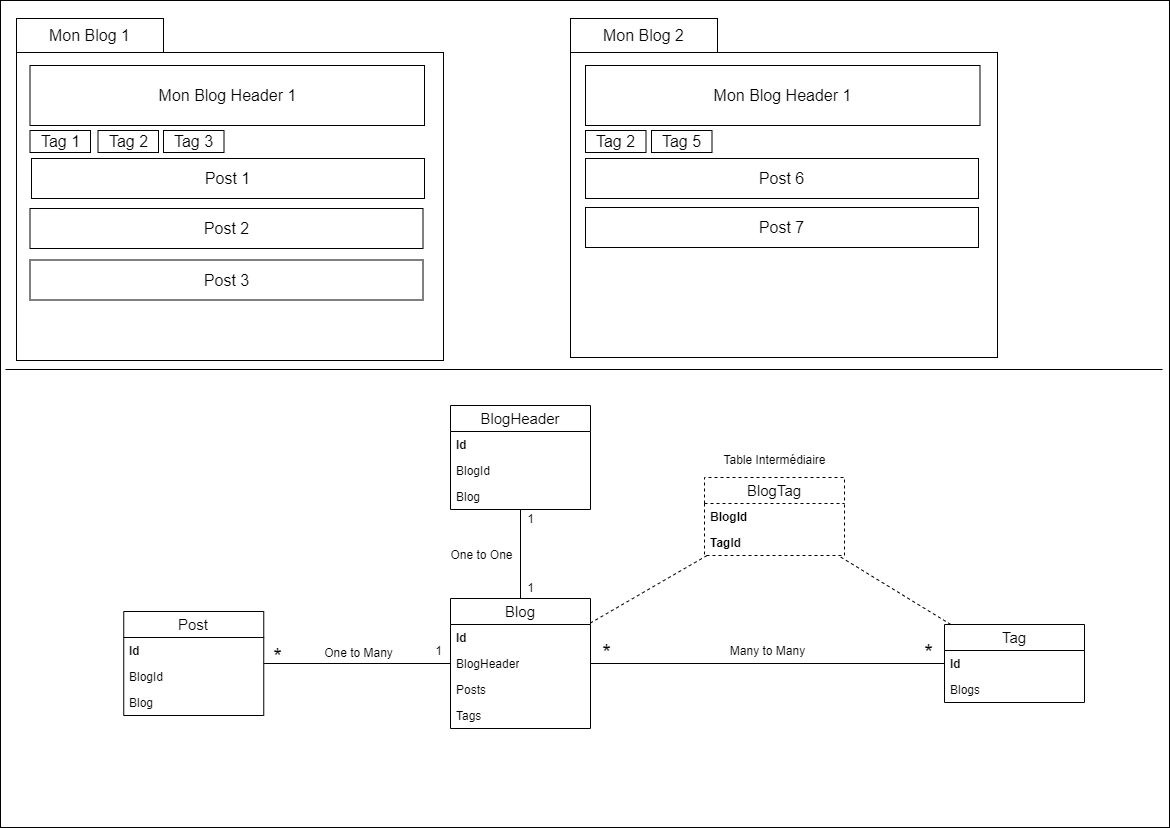 Mon Blog 1
Mon Blog Header 1
Tag 1 Tag 2 Tag 3
Post 1
Post 2
Post 3
Mon Blog 2
Mon Blog Header 1
Tag 2 Tag 5
Post 6
Post 7
BlogHeader
Id
BlogId
Blog
1
One to One
1
Table Intermédiaire
BlogTag
BlogId
TagId
Post
Id
BlogId
Blog
* One to Many 1
Blog
Id
BlogHeader
Posts
Tags
* Many to Many *
Tag
Id
Blogs